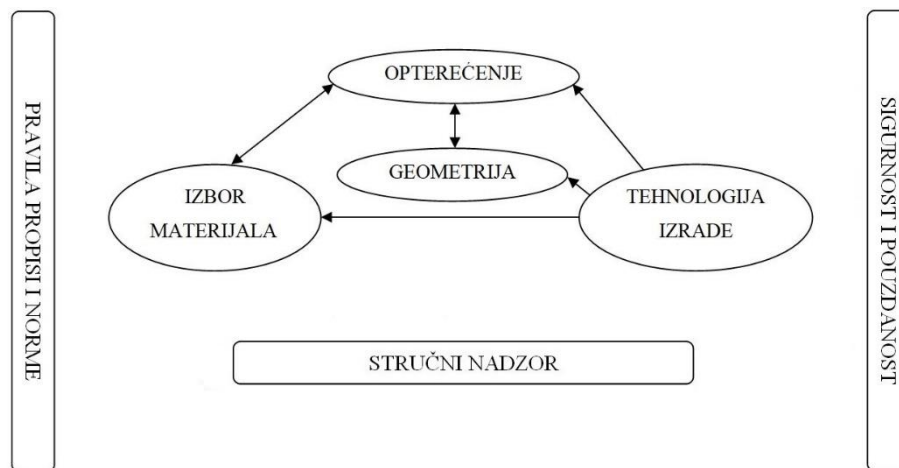 PRAVILA PROPISI I NORME
OPTEREĆENJE
GEOMETRIJA
IZBOR
MATERIJALA
TEHNOLOGIJA
IZRADE
STRUČNI NADZOR
SIGURNOST I POUZDANOST